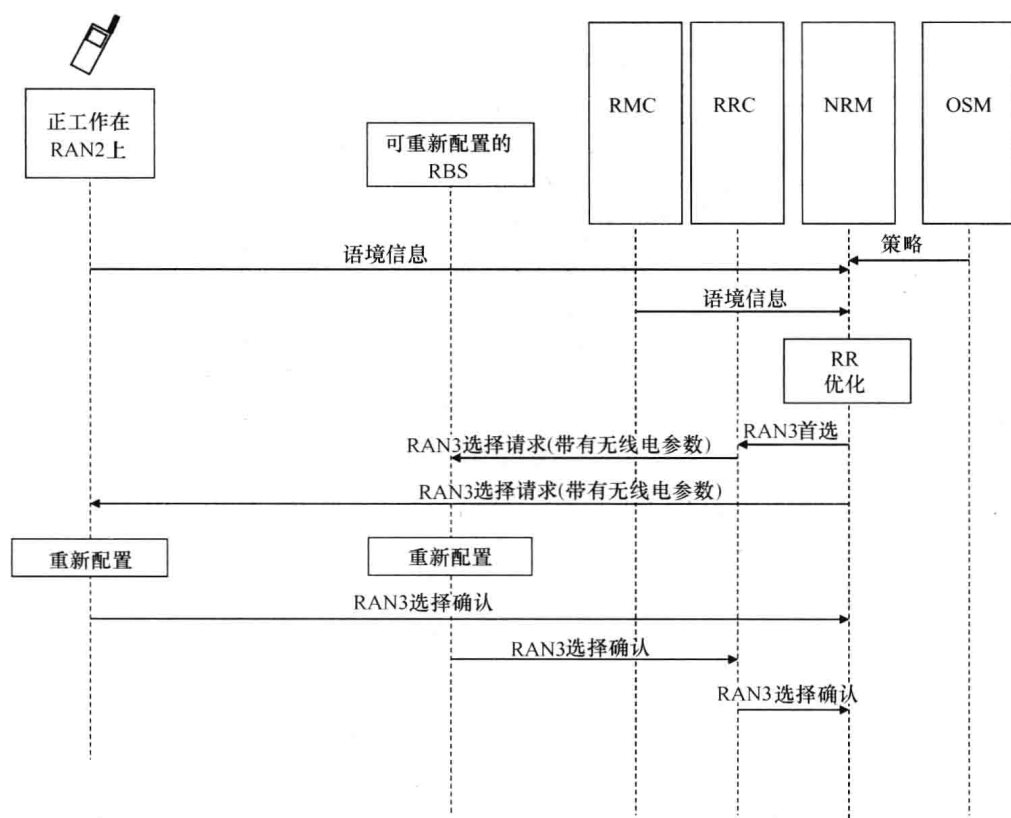 RMC
RRC
NRM
OSM
正工作在
RAN2上
可重新配置的
RBS
策略
语境信息
语境信息
RR
优化
RAN3首选
RAN3选择请求(带有无线电参数)
RAN3选择请求(带有无线电参数)
重新配置
重新配置
RAN3选择确认
RAN3选择确认
RAN3选择确认